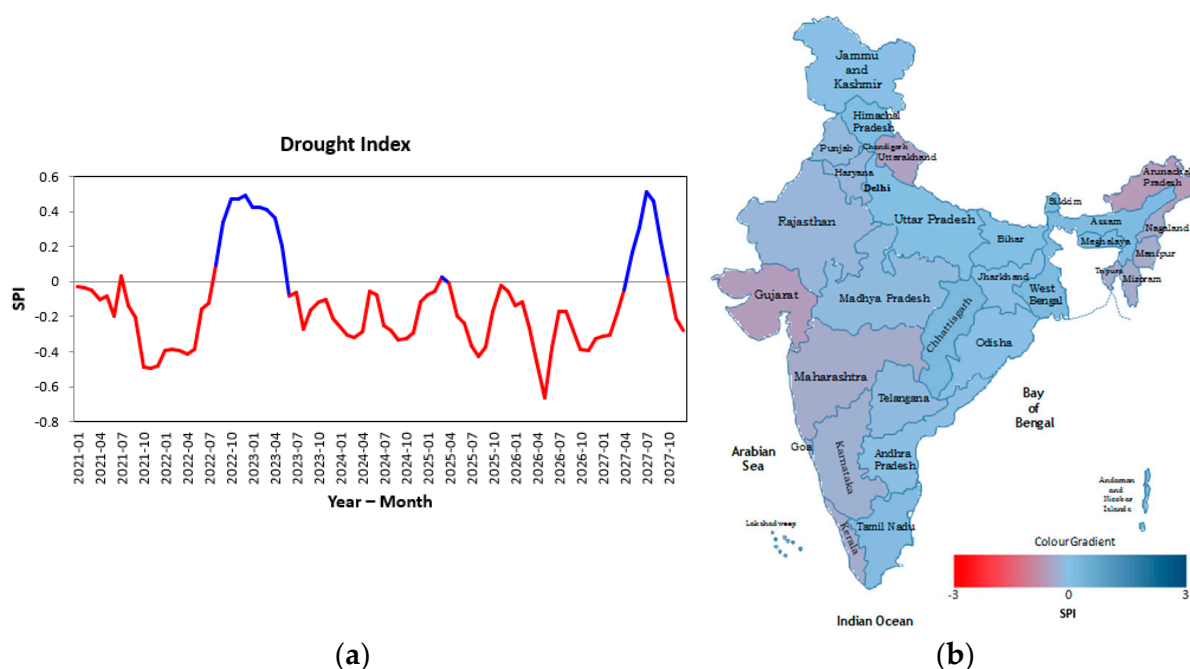 Drought Index
0.6
0.4
0.2
0
-0.2
-0.4
-0.6
-0.8
SPI
2021-01
2021-04
2021-07
2021-10
2022-01
2022-04
2022-07
2022-10
2023-01
2023-04
2023-07
2023-10
2024-01
2024-04
2024-07
2024-10
2025-01
2025-04
2025-07
2025-10
2026-01
2026-04
2026-07
2026-10
2027-01
2027-04
2027-07
2027-10
Year – Month
(a)
Jammu
and
Kashmir
Himachal
Pradesh
Punjab
Chandigarh
Uttarakhand
Haryana
Delhi
Arunachal
Pradesh
Sikkim
Rajasthan
Uttar Pradesh
Assam
Nagaland
Bihar
Meghalaya
Manipur
Tripura
Mizoram
Gujarat
Madhya Pradesh
Jharkhand
West
Bengal
Chhattisgarh
Odisha
Maharashtra
Telangana
Bay
of
Bengal
Arabian
Sea
Goa
Karnataka
Andhra
Pradesh
Andaman
and
Nicobar
Islands
Lakshadweep
Kerala
Tamil Nadu
Colour Gradient
-3
0
3
SPI
Indian Ocean
(b)